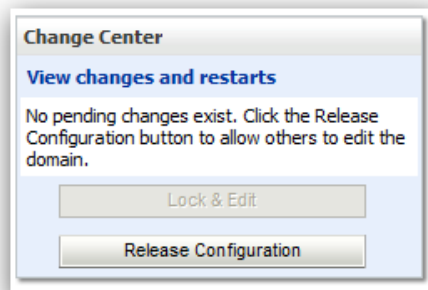 Change Center
View changes and restarts
No pending changes exist. Click the Release
Configuration button to allow others to edit the
domain.
Lock & Edit
Release Configuration